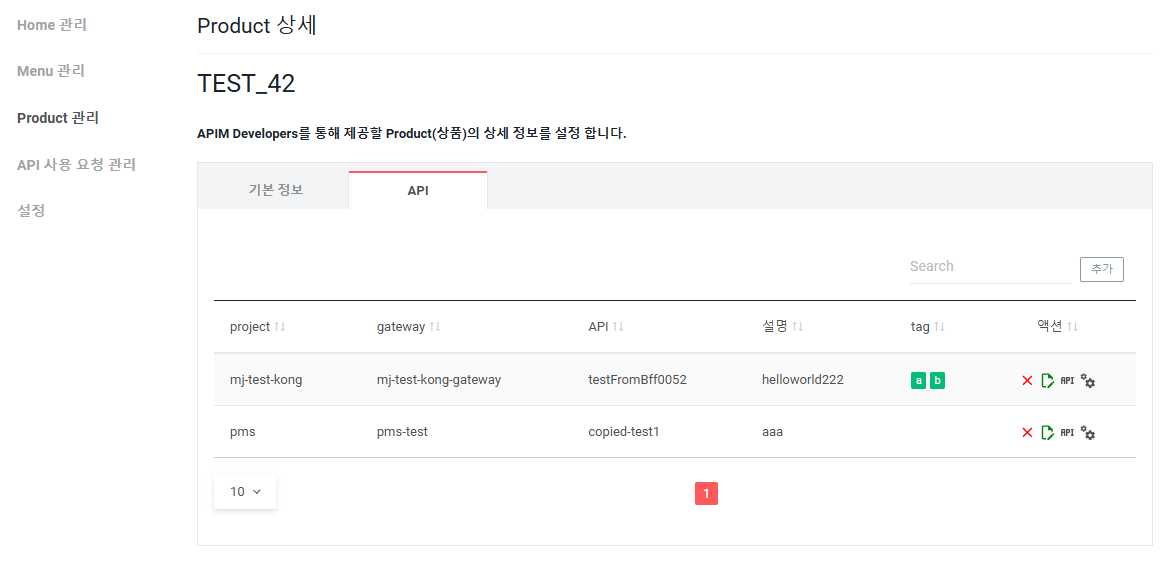 Home 관리
Menu 관리
Product 관리
API 사용 요청 관리
설정
Product 상세
TEST_42
APIM Developers를 통해 제공할 Product(상품)의 상세 정보를 설정 합니다.
기본 정보 API
Search 추가
project gateway API 설명 tag 액션
mj-test-kong mj-test-kong-gateway testFromBff0052 helloworld222 a b API
pms pms-test copied-test1 aaa API
10 1